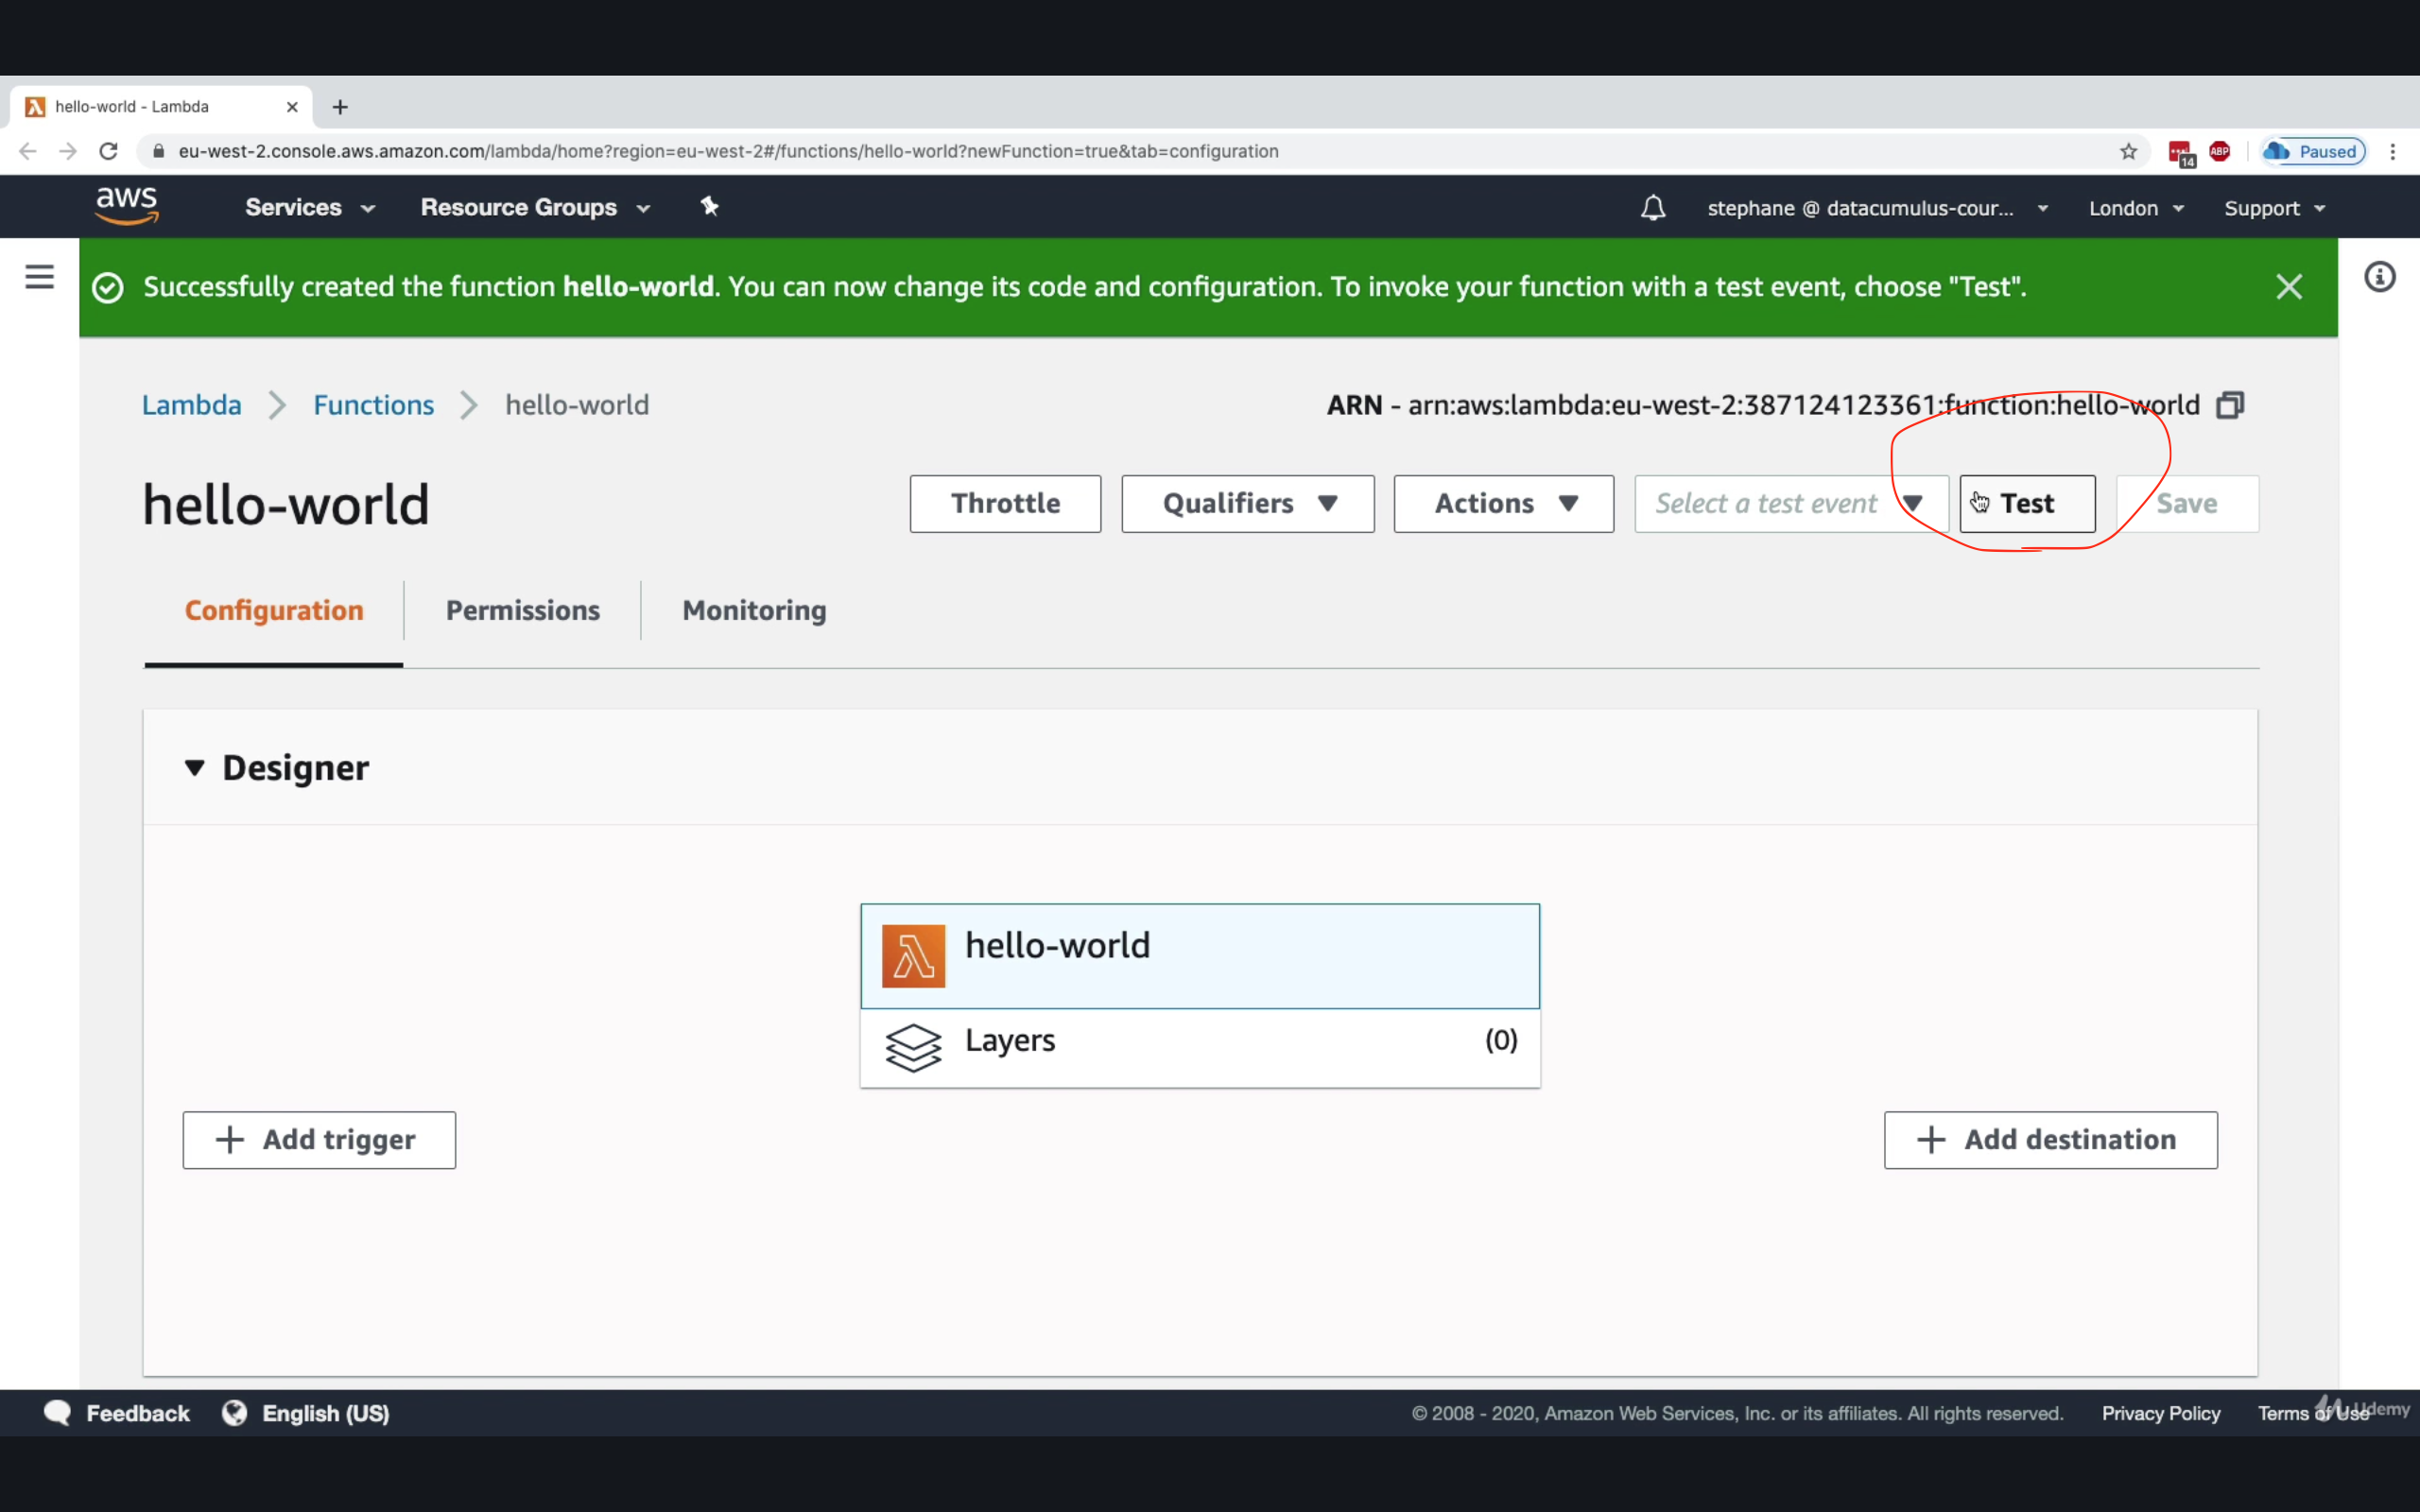 hello-world - Lambda
eu-west-2.console.aws.amazon.com/lambda/home?region=eu-west-2#/functions/hello-world?newFunction=true&tab=configuration
14
ABP
Paused
aws
Services
Resource Groups
stephane @ datacumulus-cour...
London
Support
Successfully created the function hello-world. You can now change its code and configuration. To invoke your function with a test event, choose "Test".
Lambda
Functions
hello-world
ARN - arn:aws:lambda:eu-west-2:387124123361:function:hello-world
hello-world
Throttle
Qualifiers
Actions
Select a test event
Test
Save
Configuration
Permissions
Monitoring
Designer
hello-world
Layers
(0)
Add trigger
Add destination
Feedback
English (US)
© 2008 - 2020, Amazon Web Services, Inc. or its affiliates. All rights reserved.
Privacy Policy
Terms of Use
Udemy